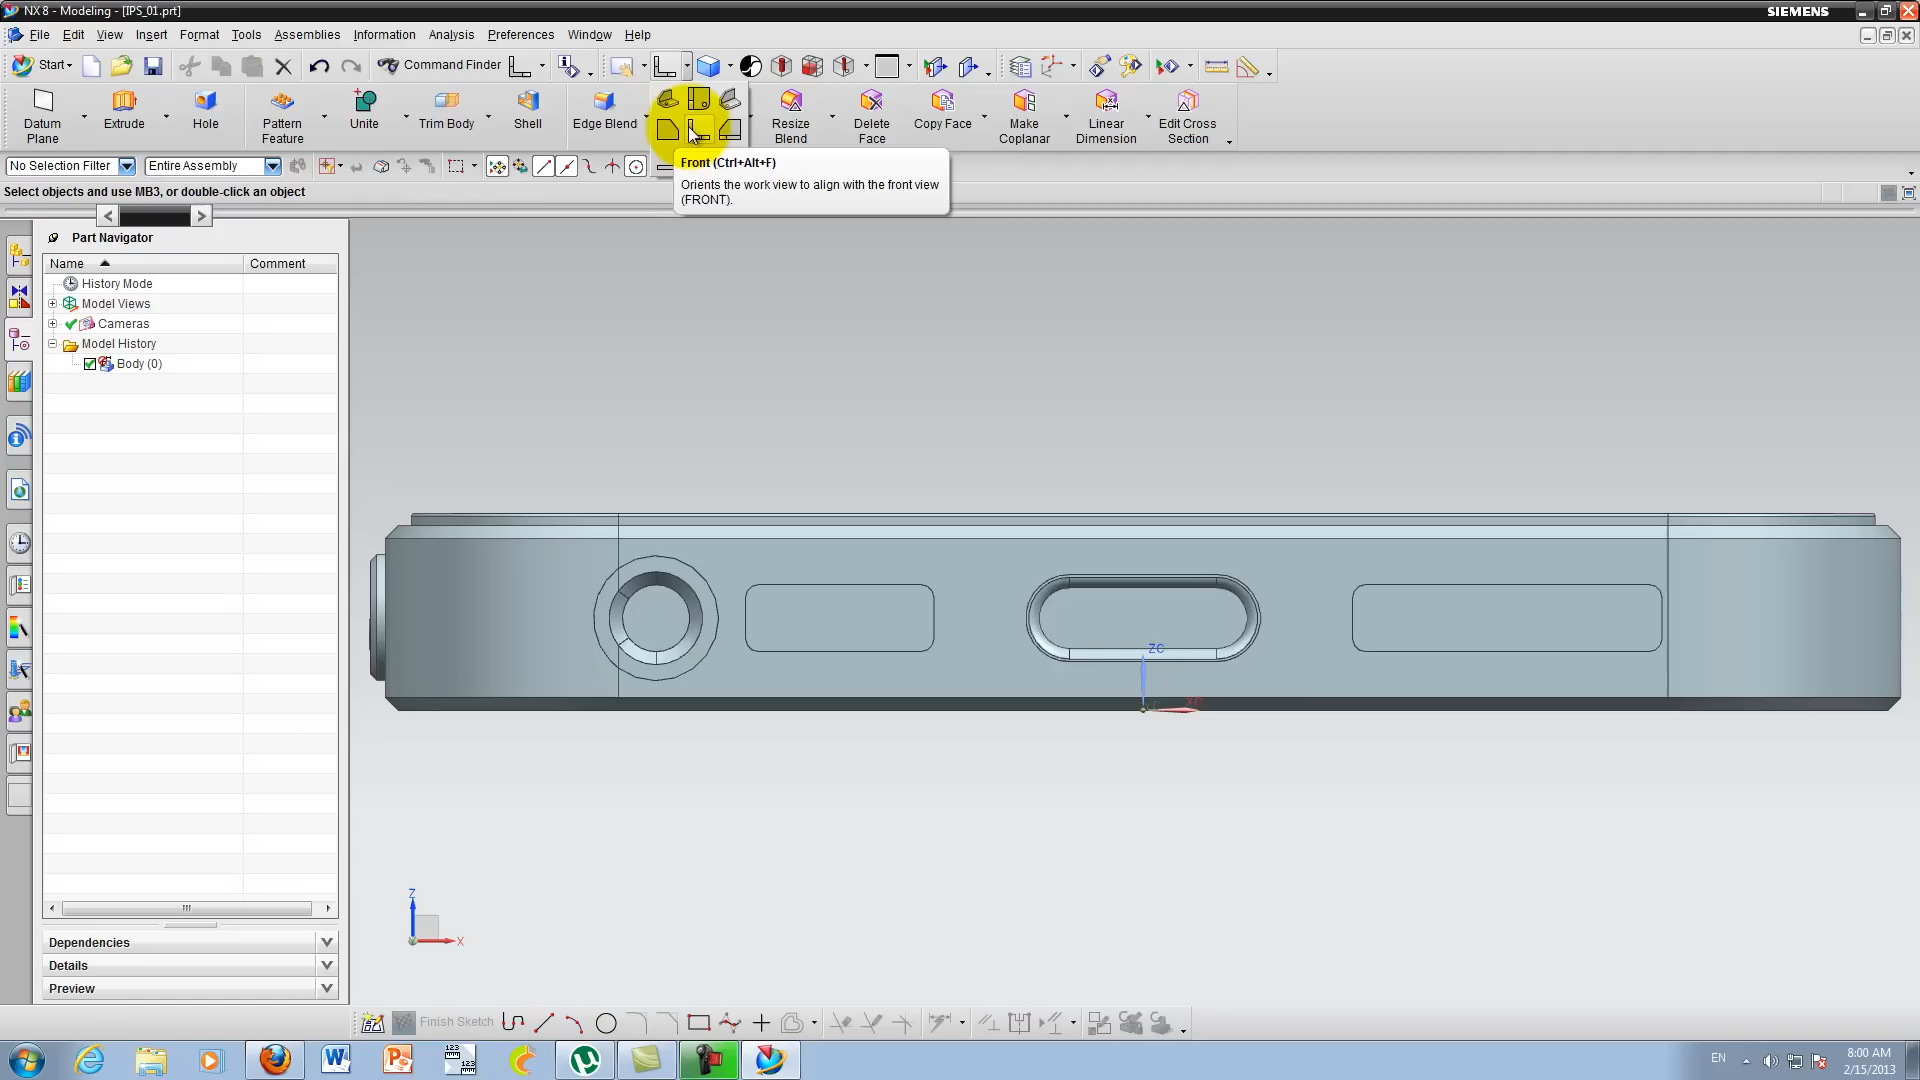 NX 8 - Modeling - [IPS_01.prt]
SIEMENS
File Edit View Insert Format Tools Assemblies Information Analysis Preferences Window Help
Start Command Finder
Datum Plane
Extrude
Hole
Pattern Feature
Unite
Trim Body
Shell
Edge Blend
Resize Blend
Delete Face
Copy Face
Make Coplanar
Linear Dimension
Edit Cross Section
No Selection Filter
Entire Assembly
Front (Ctrl+Alt+F)
Orients the work view to align with the front view
(FRONT).
Select objects and use MB3, or double-click an object
Part Navigator
Name Comment
History Mode
Model Views
Cameras
Model History
Body (0)
ZC
XC
Z
X
Dependencies
Details
Preview
Finish Sketch
123
123
EN
8:00 AM
2/15/2013